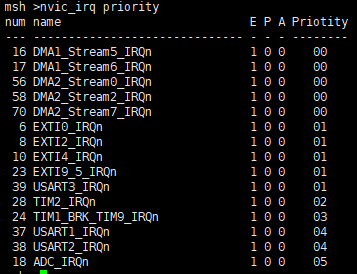 msh >nvic_irq priority
num name E P A Priotity
--- ------------------------------ - - - --------
16 DMA1_Stream5_IRQn 1 0 0 00
17 DMA1_Stream6_IRQn 1 0 0 00
56 DMA2_Stream0_IRQn 1 0 0 00
58 DMA2_Stream2_IRQn 1 0 0 00
70 DMA2_Stream7_IRQn 1 0 0 00
6 EXTI0_IRQn 1 0 0 01
8 EXTI2_IRQn 1 0 0 01
10 EXTI4_IRQn 1 0 0 01
23 EXTI9_5_IRQn 1 0 0 01
39 USART3_IRQn 1 0 0 01
28 TIM2_IRQn 1 0 0 02
24 TIM1_BRK_TIM9_IRQn 1 0 0 03
37 USART1_IRQn 1 0 0 04
38 USART2_IRQn 1 0 0 04
18 ADC_IRQn 1 0 0 05